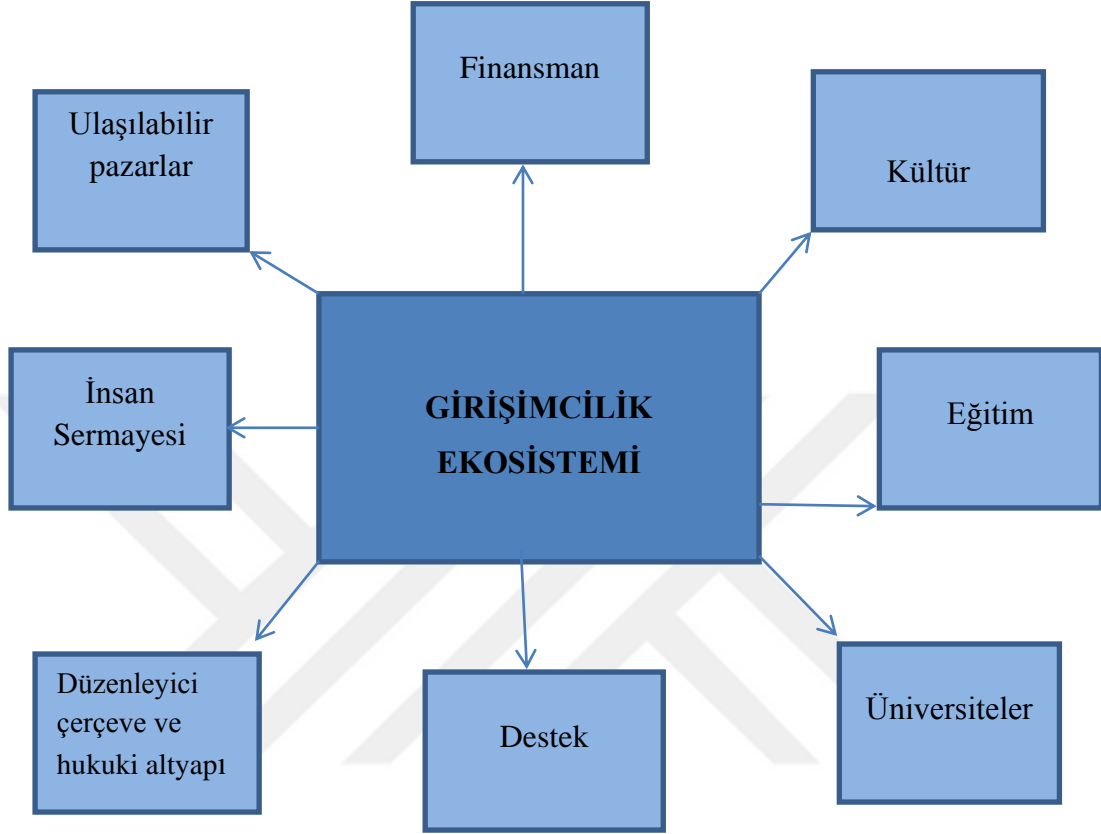 Finansman
Ulaşılabilir
pazarlar
Kültür
İnsan
Sermayesi
GİRİŞİMCİLİK
EKOSİSTEMİ
Eğitim
Düzenleyici
çerçeve ve
hukuki altyapı
Destek
Üniversiteler